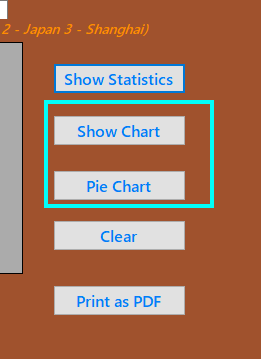 2 - Japan 3 - Shanghai)
Show Statistics
Show Chart
Pie Chart
Clear
Print as PDF